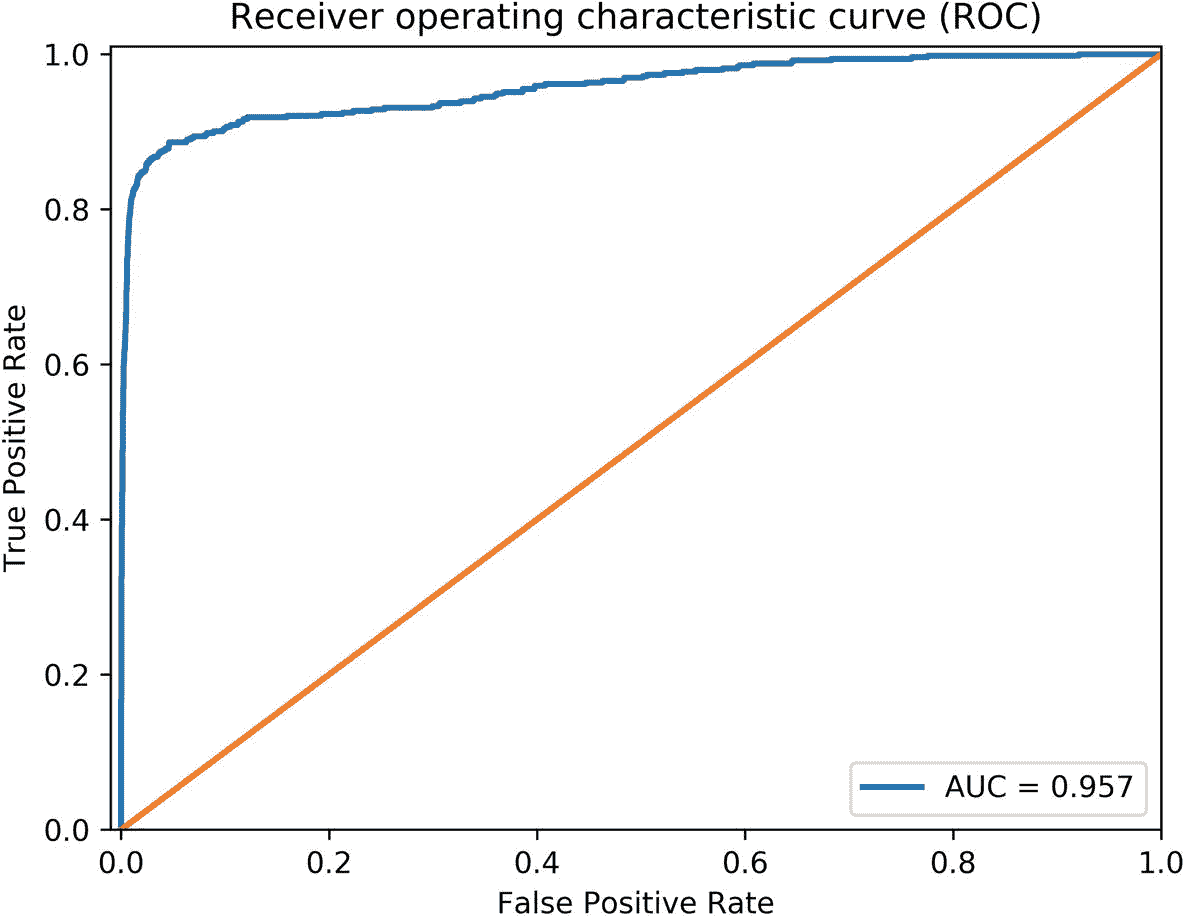 Receiver operating characteristic curve (ROC)
1.0
0.8
0.6
0.4
0.2
0.0
True Positive Rate
AUC = 0.957
0.0 0.2 0.4 0.6 0.8 1.0
False Positive Rate